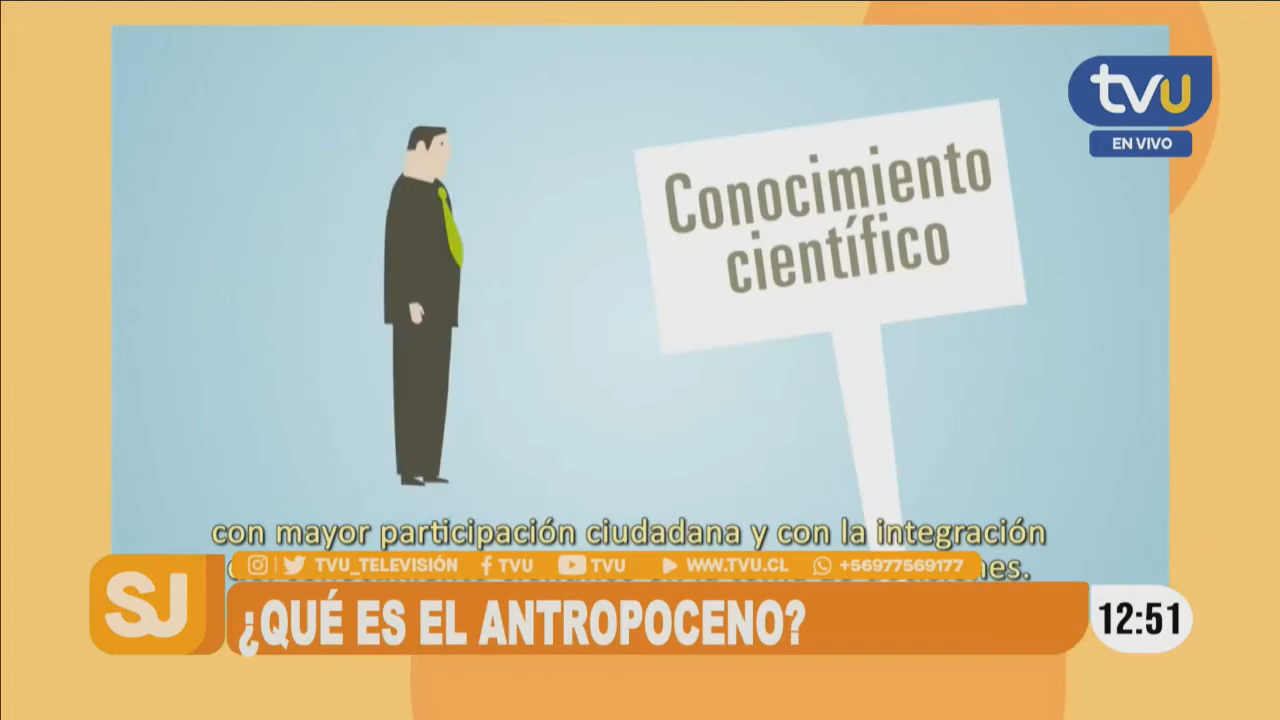 tvu
EN VIVO
Conocimiento
científico
con mayor participación ciudadana y con la integración
TVU_TELEVISIÓN TVU TVU WWW.TVU.CL +56977569177
SJ
¿QUÉ ES EL ANTROPOCENO?
12:51